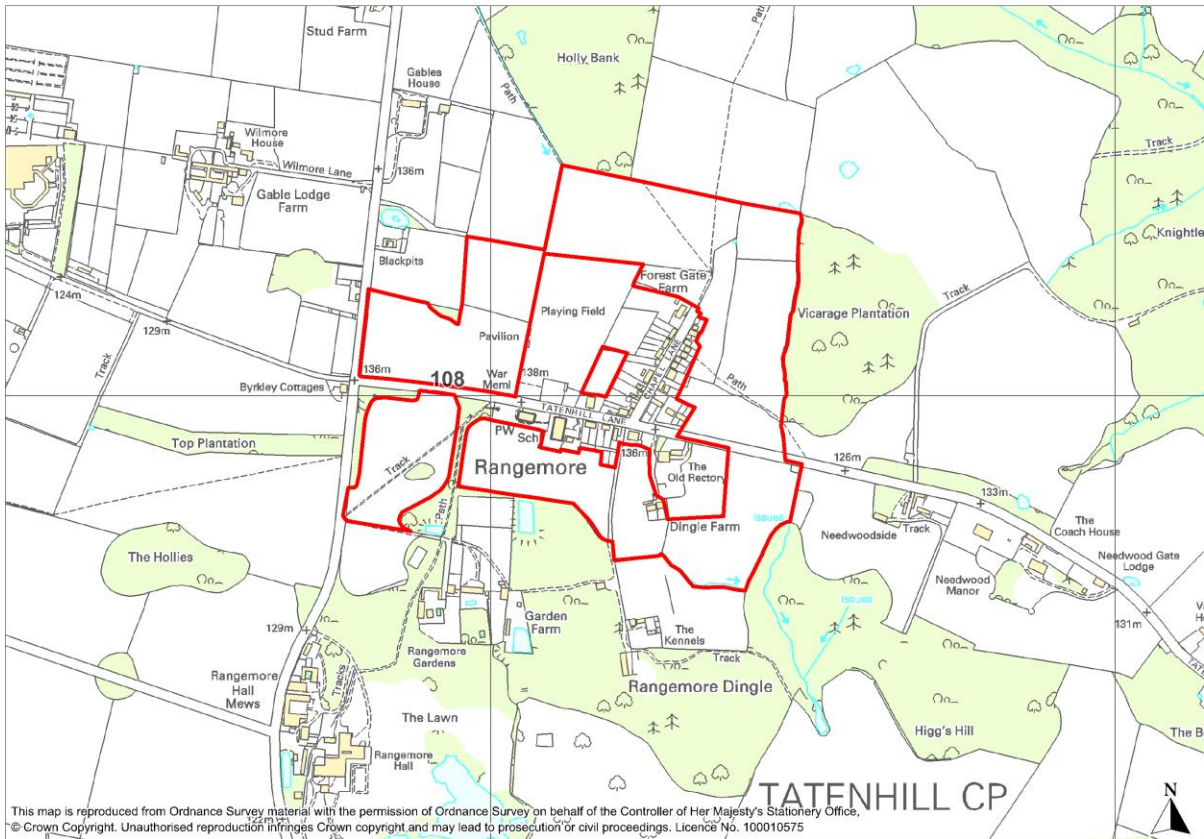 Stud Farm
Holly Bank
Gables
House
Path
Wilmore
House
Wilmore Lane
136m
Track
Gable Lodge
Farm
Knightle
Blackpits
Forest Gate
Farm
124m
129m
Track
Playing Field
Vicarage Plantation
Track
Pavilion
136m
108
War
Meml
138m
CHAPEL LANE
Path
Byrkley Cottages
TATENHILL LANE
Top Plantation
PW
Sch
136m
Track
Rangemore
The
Old Rectory
126m
133m
Path
Issues
Dingle Farm
Needwoodside
Track
The
Coach House
The Hollies
Needwood Gate
Lodge
Needwood
Manor
Issues
Garden
Farm
131m
129m
The
Kennels
Rangemore
Gardens
Track
Rangemore
Hall
Mews
Tracks
Rangemore Dingle
The Lawn
Higg's Hill
The B
Rangemore
Hall
TATENHILL CP
N
This map is reproduced from Ordnance Survey material with the permission of Ordnance Survey on behalf of the Controller of Her Majesty's Stationery Office,
© Crown Copyright. Unauthorised reproduction infringes Crown copyright and may lead to prosecution or civil proceedings. Licence No. 100010575